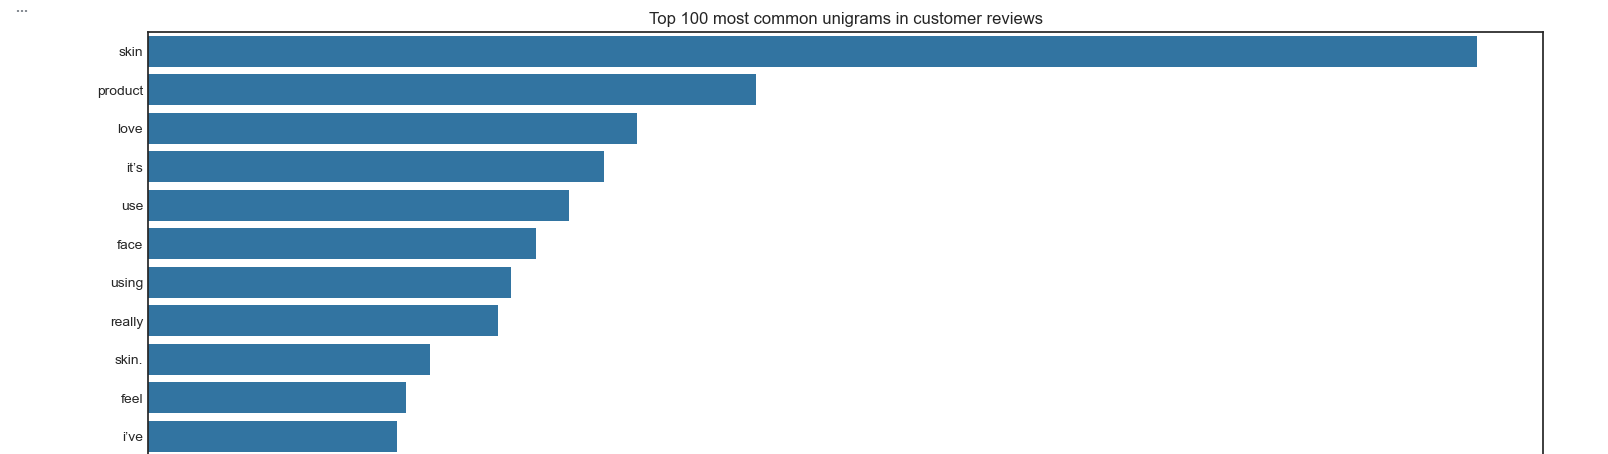 ...
Top 100 most common unigrams in customer reviews
skin
product
love
it's
use
face
using
really
skin.
feel
i've